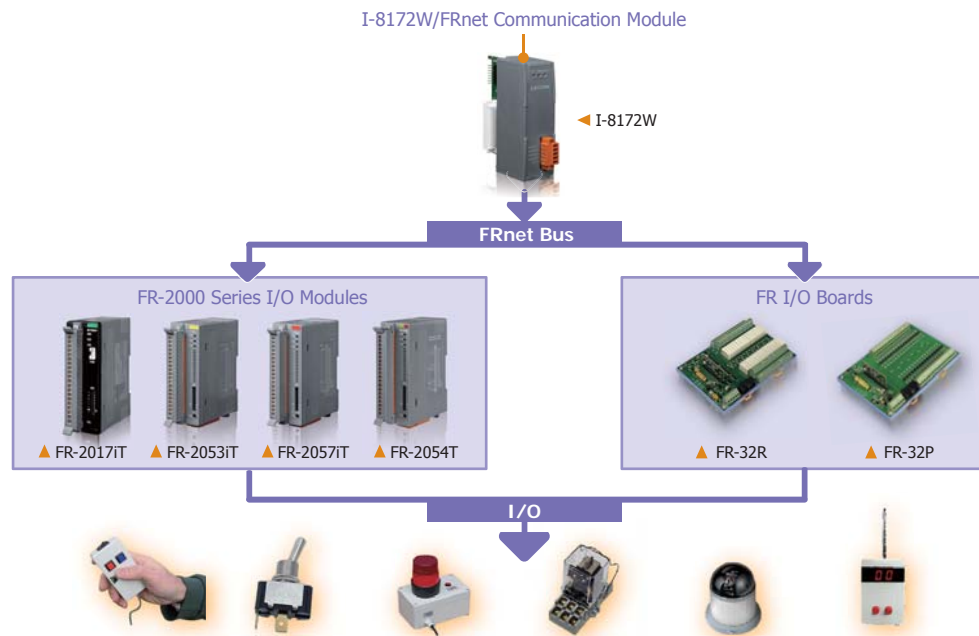 I-8172W/FRnet Communication Module
I-8172W
FRnet Bus
FR-2000 Series I/O Modules
FR-2017iT
FR-2053iT
FR-2057iT
FR-2054T
FR I/O Boards
FR-32R
FR-32P
I/O
00